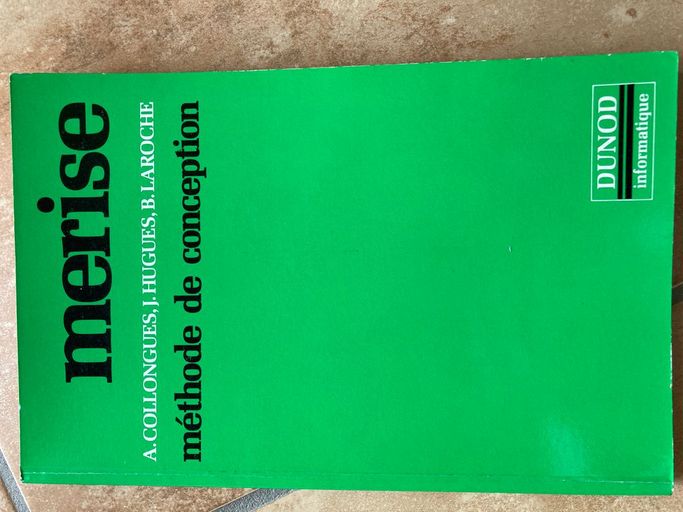 merise
A. COLLONGUES, J. HUGUES, B. LAROCHE
méthode de conception
DUNOD
informatique